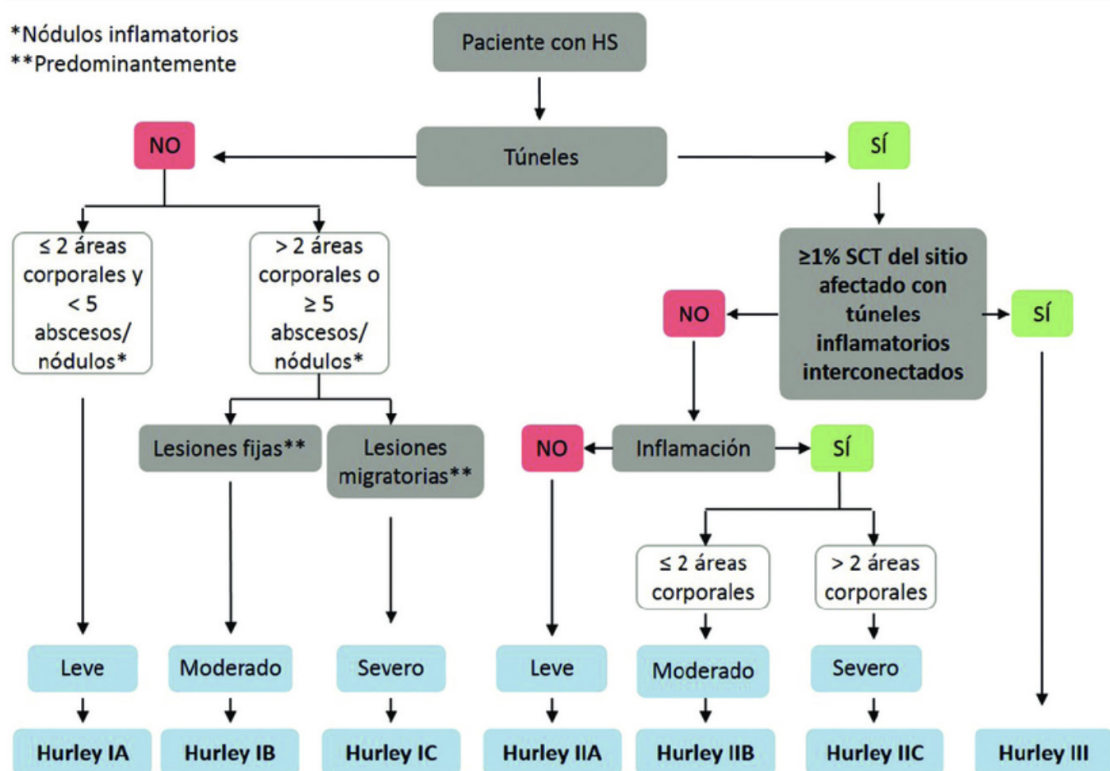 *Nódulos inflamatorios
**Predominantemente
Paciente con HS
NO
Túneles
SÍ
≤ 2 áreas
corporales y
< 5
abscesos/
nódulos*
> 2 áreas
corporales o
≥ 5
abscesos/
nódulos*
≥1% SCT del sitio
afectado con
túneles
inflamatorios
interconectados
NO
SÍ
Lesiones fijas**
Lesiones
migratorias**
NO
Inflamación
SÍ
≤ 2 áreas
corporales
> 2 áreas
corporales
Leve
Moderado
Severo
Leve
Moderado
Severo
Hurley IA
Hurley IB
Hurley IC
Hurley IIA
Hurley IIB
Hurley IIC
Hurley III